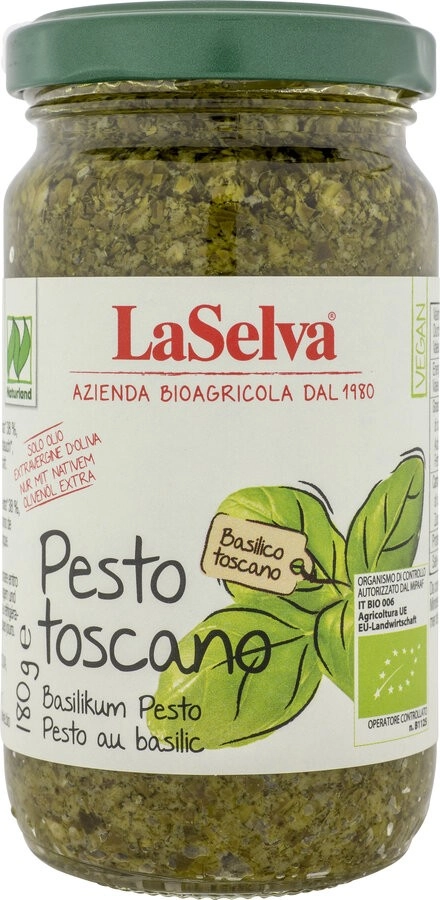 LaSelva®
AZIENDA BIOAGRICOLA DAL 1980
VEGAN
Naturland
SOLO OLIO
EXTRAVERGINE D'OLIVA
NUR MIT NATIVEM
OLIVENÖL EXTRA
Basilico
toscano
Pesto
toscano
Basilikum Pesto
Pesto au basilic
180g e
ORGANISMO DI CONTROLLO
AUTORIZZATO DAL MIPAAF
IT BIO 006
Agricoltura UE
EU-Landwirtschaft
OPERATORE CONTROLLATO
n. B1125